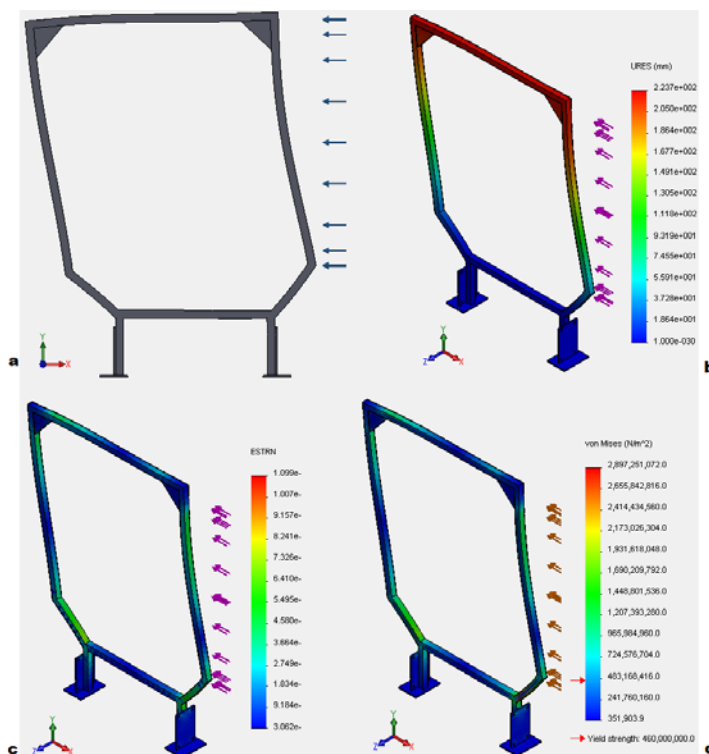 a
Y
X
URES (mm)
2.237e+002
2.050e+002
1.864e+002
1.677e+002
1.491e+002
1.305e+002
1.118e+002
9.319e+001
7.455e+001
5.591e+001
3.728e+001
1.864e+001
1.000e-030
Y
Z
X
b
ESTRN
1.099e-
1.007e-
9.157e-
8.241e-
7.326e-
6.410e-
5.495e-
4.580e-
3.664e-
2.749e-
1.834e-
9.184e-
3.062e-
Y
Z
X
c
von Mises (N/m^2)
2,897,251,072.0
2,655,842,816.0
2,414,434,560.0
2,173,026,304.0
1,931,618,048.0
1,690,209,792.0
1,448,801,536.0
1,207,393,280.0
965,984,960.0
724,576,704.0
483,168,416.0
241,760,160.0
351,903.9
Yield strength: 460,000,000.0
Y
Z
X